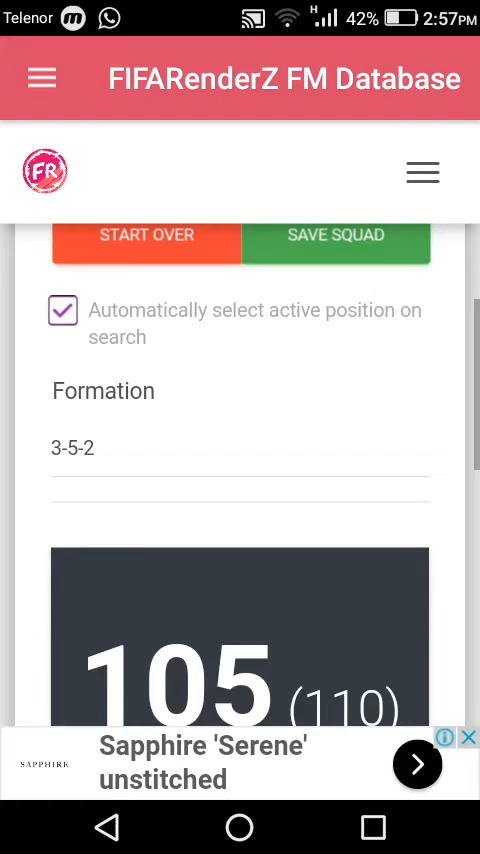 Telenor
H
42%
2:57PM
FIFARenderZ FM Database
FR
START OVER
SAVE SQUAD
Automatically select active position on
search
Formation
3-5-2
105 (110)
SAPPHIRE
Sapphire 'Serene'
unstitched